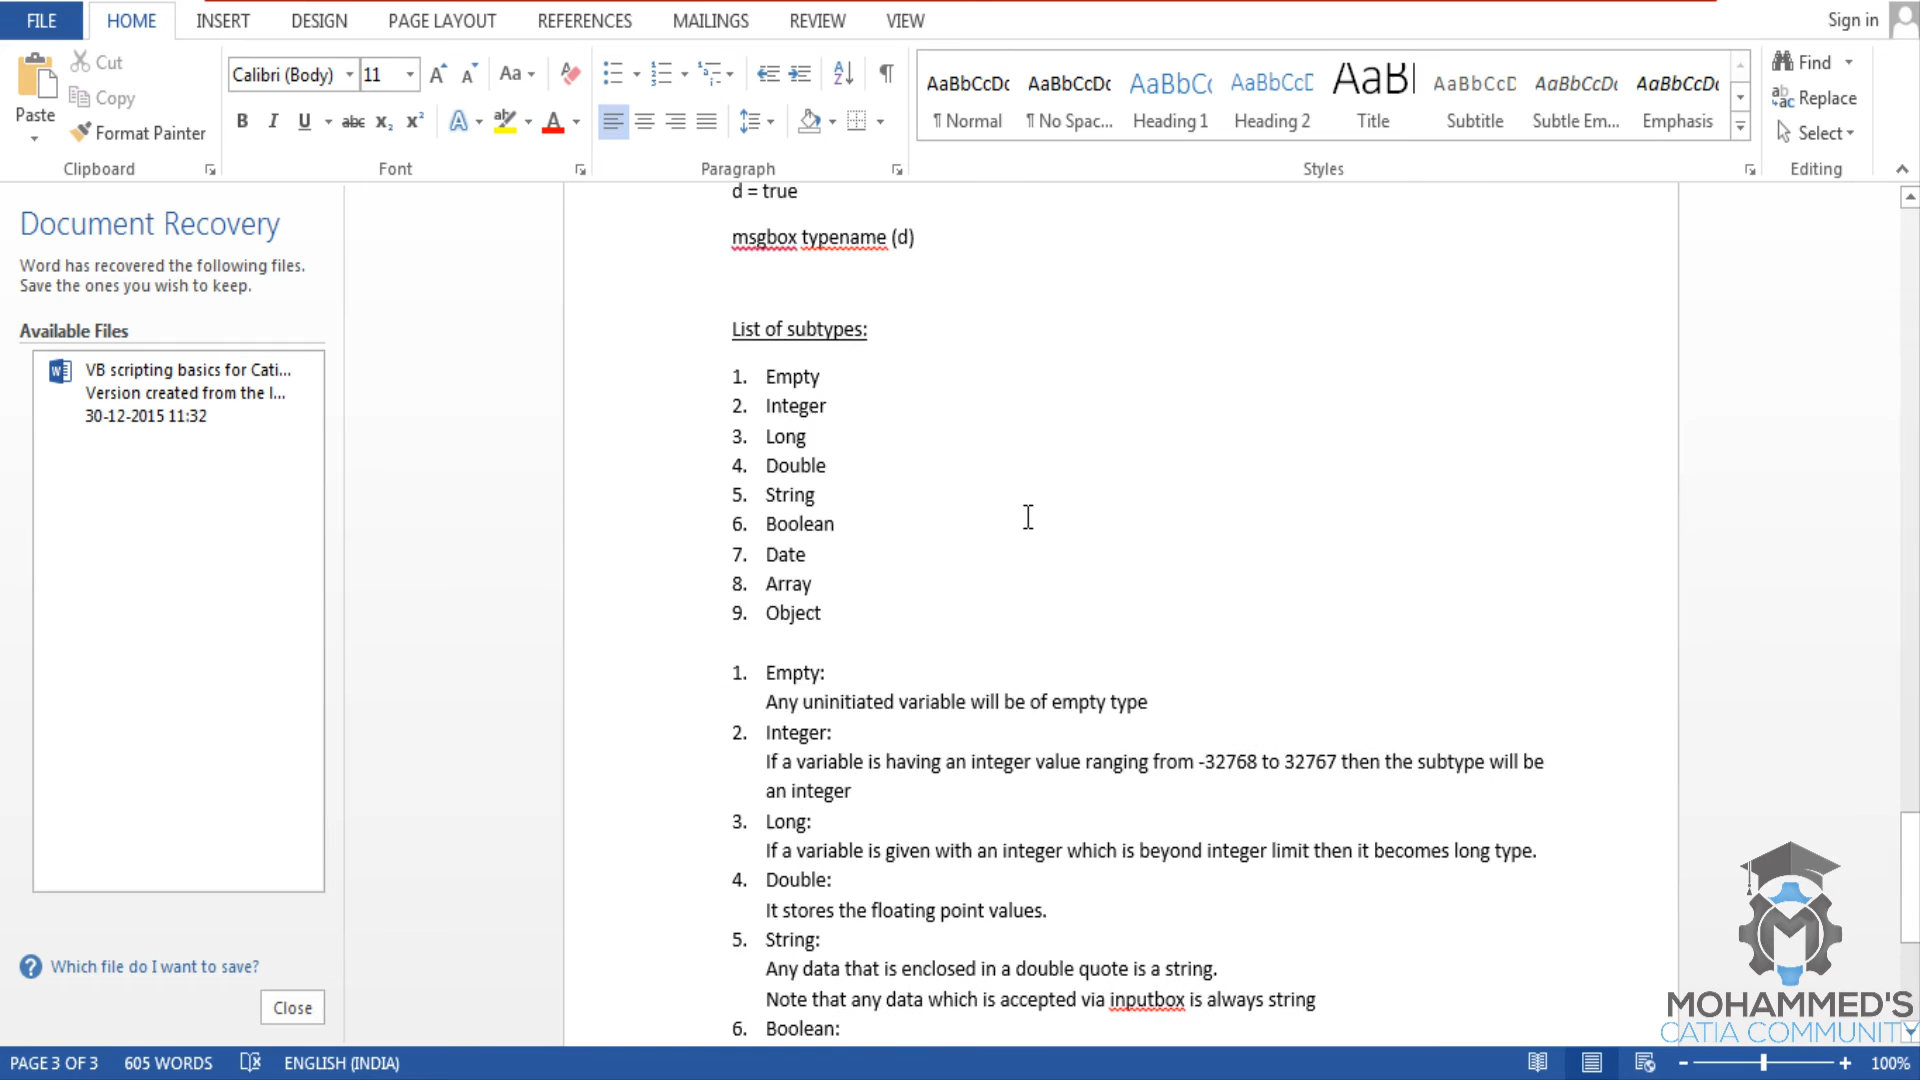 FILE HOME INSERT DESIGN PAGE LAYOUT REFERENCES MAILINGS REVIEW VIEW Sign in
Cut
Copy
Paste
Format Painter
Calibri (Body) 11
Aa
B I U abc x₂ x²
AaBbCcDc AaBbCcDc AaBbC( AaBbCcD AaB AaBbCcD AaBbCcDc AaBbCcDc
¶ Normal ¶ No Spac... Heading 1 Heading 2 Title Subtitle Subtle Em... Emphasis
Find
Replace
Select
Clipboard Font Paragraph Styles Editing
Document Recovery
Word has recovered the following files.
Save the ones you wish to keep.
Available Files
VB scripting basics for Cati...
Version created from the l...
30-12-2015 11:32
Which file do I want to save?
Close
d = true
msgbox typename (d)
List of subtypes:
1. Empty
2. Integer
3. Long
4. Double
5. String
6. Boolean
7. Date
8. Array
9. Object
1. Empty:
Any uninitiated variable will be of empty type
2. Integer:
If a variable is having an integer value ranging from -32768 to 32767 then the subtype will be
an integer
3. Long:
If a variable is given with an integer which is beyond integer limit then it becomes long type.
4. Double:
It stores the floating point values.
5. String:
Any data that is enclosed in a double quote is a string.
Note that any data which is accepted via inputbox is always string
6. Boolean:
MOHAMMED'S
CATIA COMMUNITY
PAGE 3 OF 3 605 WORDS ENGLISH (INDIA) 100%